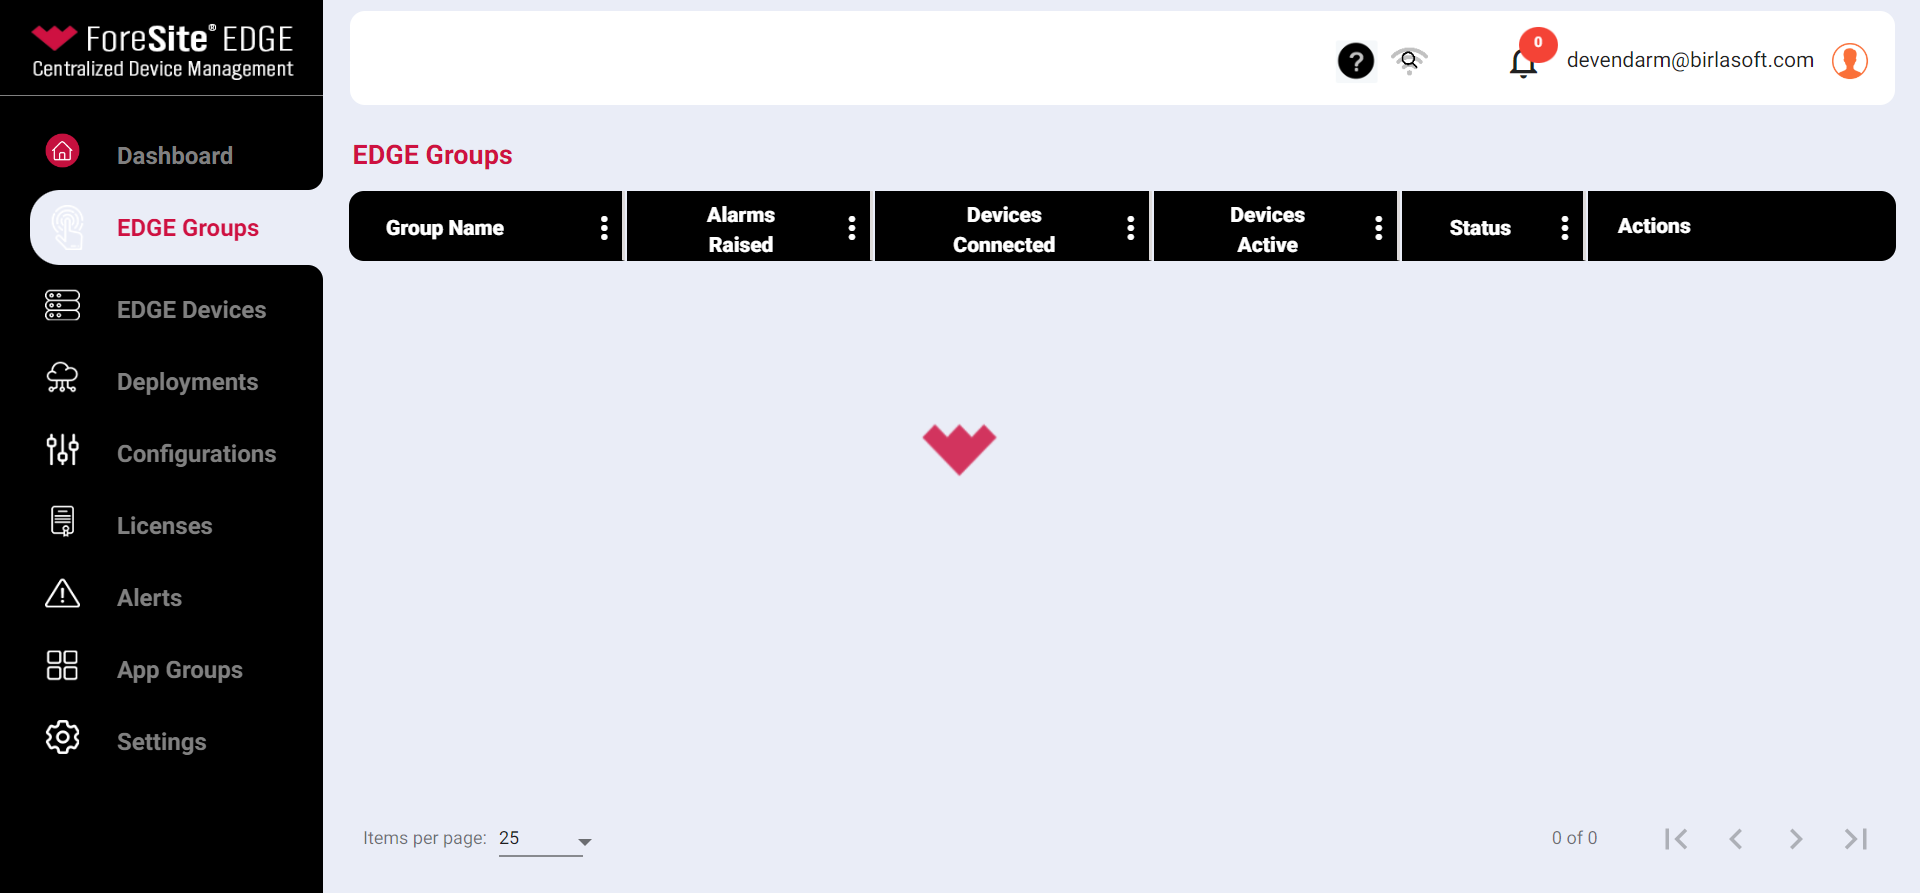 ForeSite® EDGE
Centralized Device Management
?
0
devendarm@birlasoft.com
Dashboard
EDGE Groups
EDGE Devices
Deployments
Configurations
Licenses
Alerts
App Groups
Settings
EDGE Groups
Group Name
Alarms
Raised
Devices
Connected
Devices
Active
Status
Actions
Items per page: 25
0 of 0